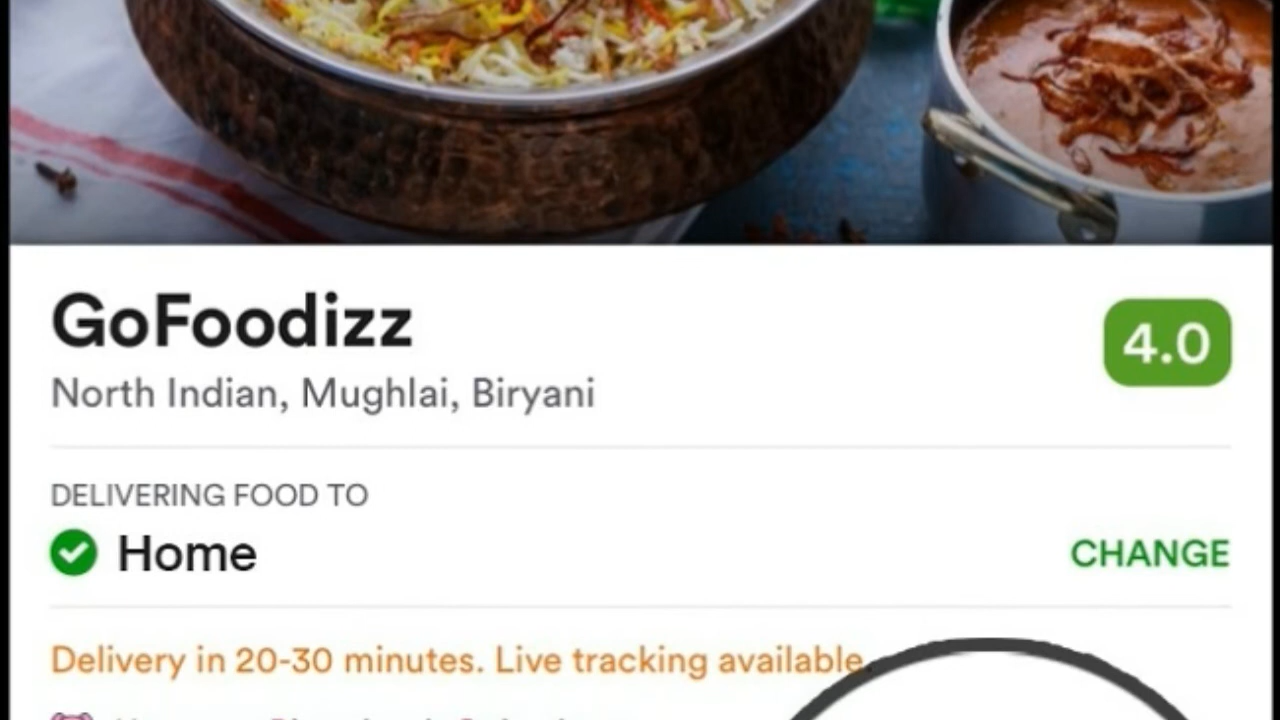 GoFoodizz
4.0
North Indian, Mughlai, Biryani
DELIVERING FOOD TO
Home
CHANGE
Delivery in 20-30 minutes. Live tracking available.